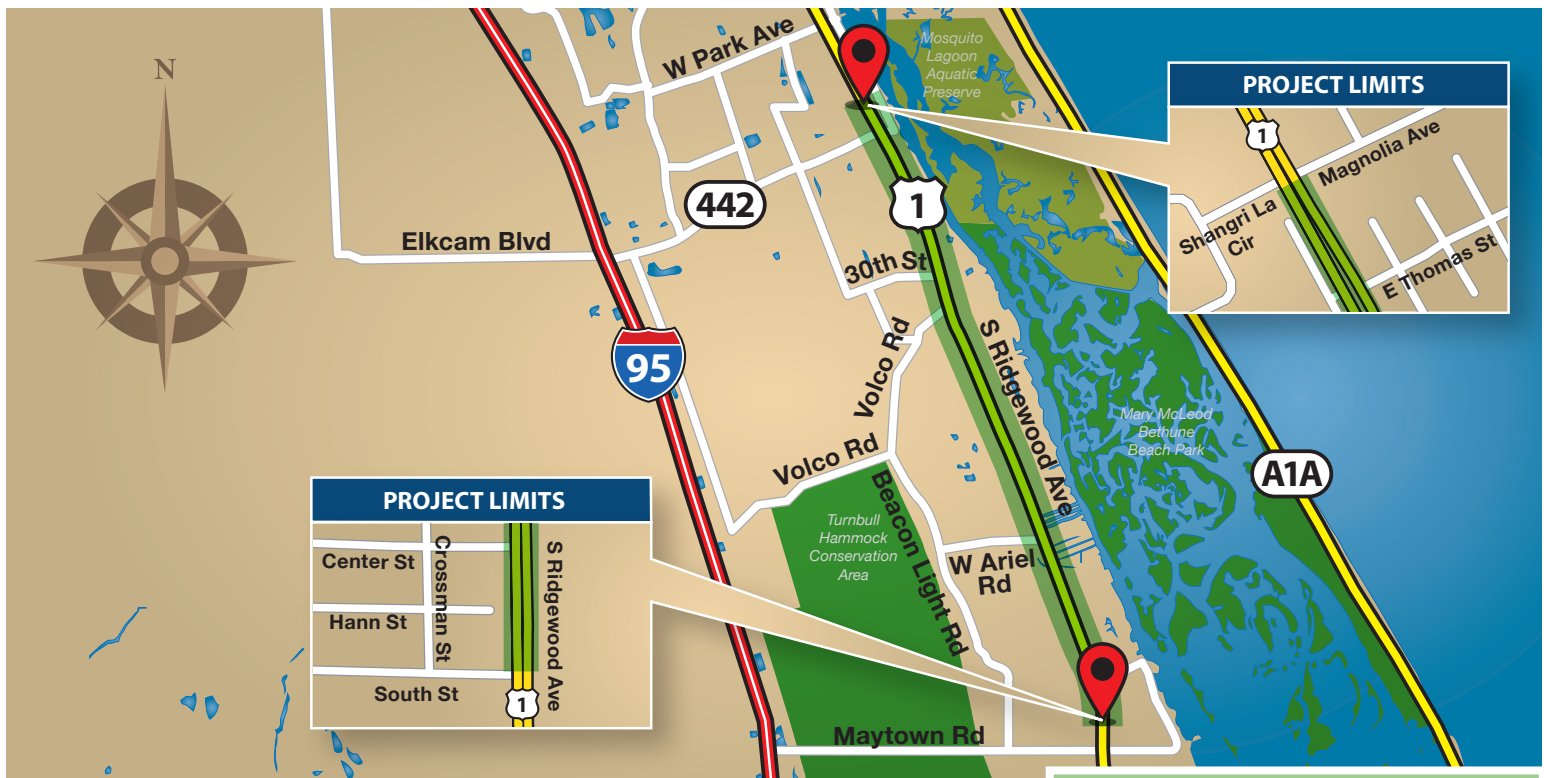 N
W Park Ave
Mosquito
Lagoon
Aquatic
Preserve
PROJECT LIMITS
1
Magnolia Ave
Shangri La
Cir
E Thomas St
442
1
Elkcam Blvd
30th St
95
Volco Rd
S Ridgewood Ave
Mary McLeod
Bethune
Beach Park
A1A
Volco Rd
Beacon Light Rd
Turnbull
Hammock
Conservation
Area
W Ariel
Rd
PROJECT LIMITS
Center St
Crossman St
S Ridgewood Ave
Hann St
South St
1
Maytown Rd